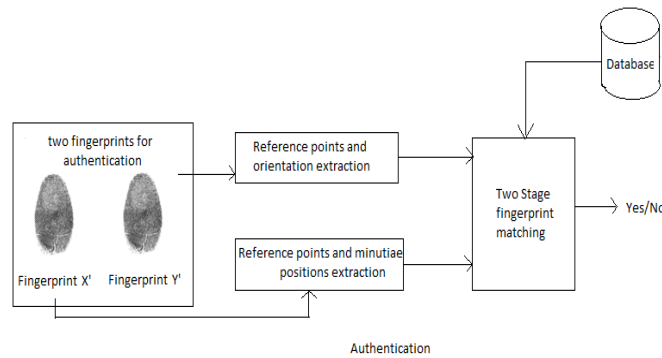 Database
two fingerprints for
authentication
Fingerprint X'
Fingerprint Y'
Reference points and
orientation extraction
Reference points and minutiae
positions extraction
Two Stage
fingerprint
matching
Yes/No
Authentication